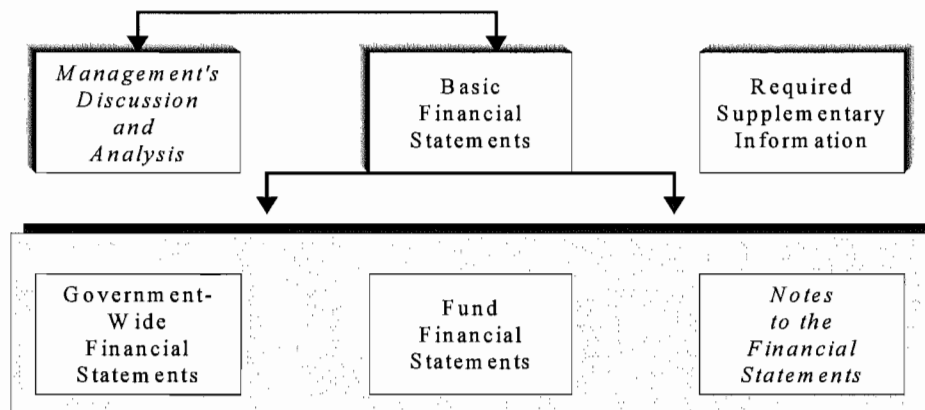 Management's
Discussion
and
Analysis
Basic
Financial
Statements
Required
Supplementary
Information
Government-
Wide
Financial
Statements
Fund
Financial
Statements
Notes
to the
Financial
Statements